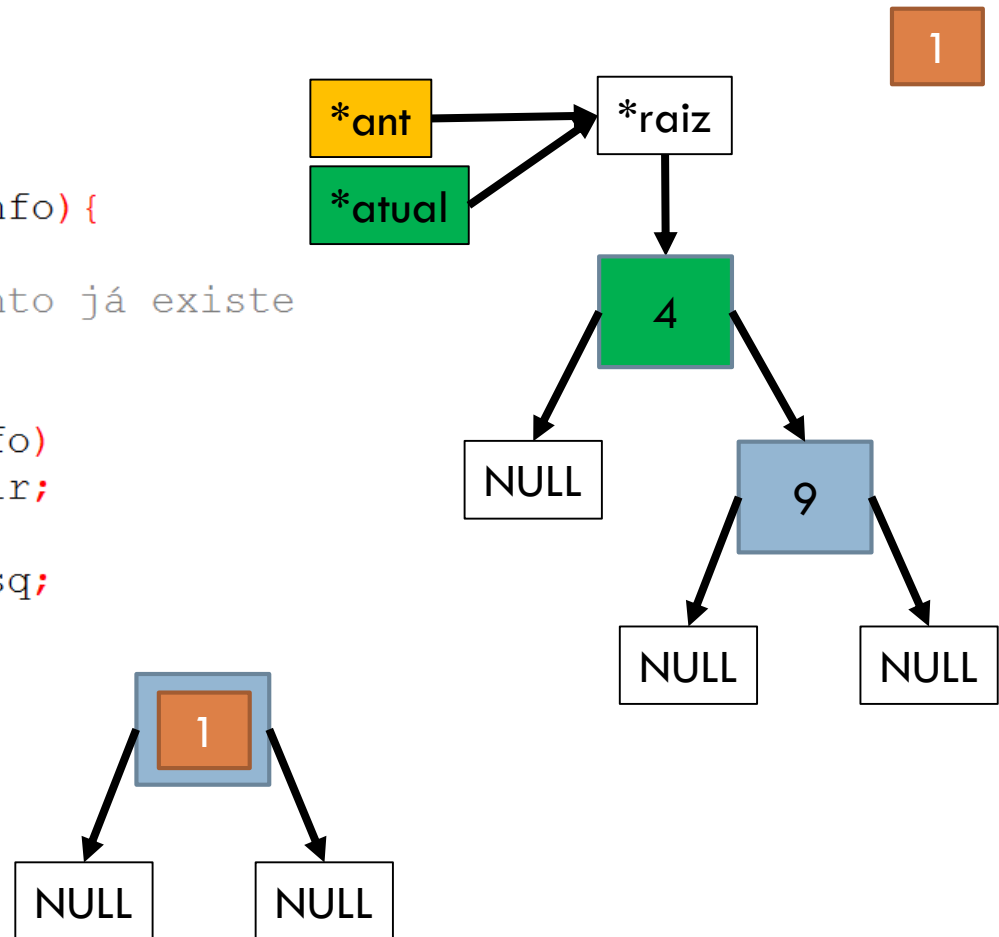 1
*ant
*raiz
*atual
nfo){
nto já existe
4
fo)
ir;
NULL
9
sq;
NULL
NULL
1
NULL
NULL